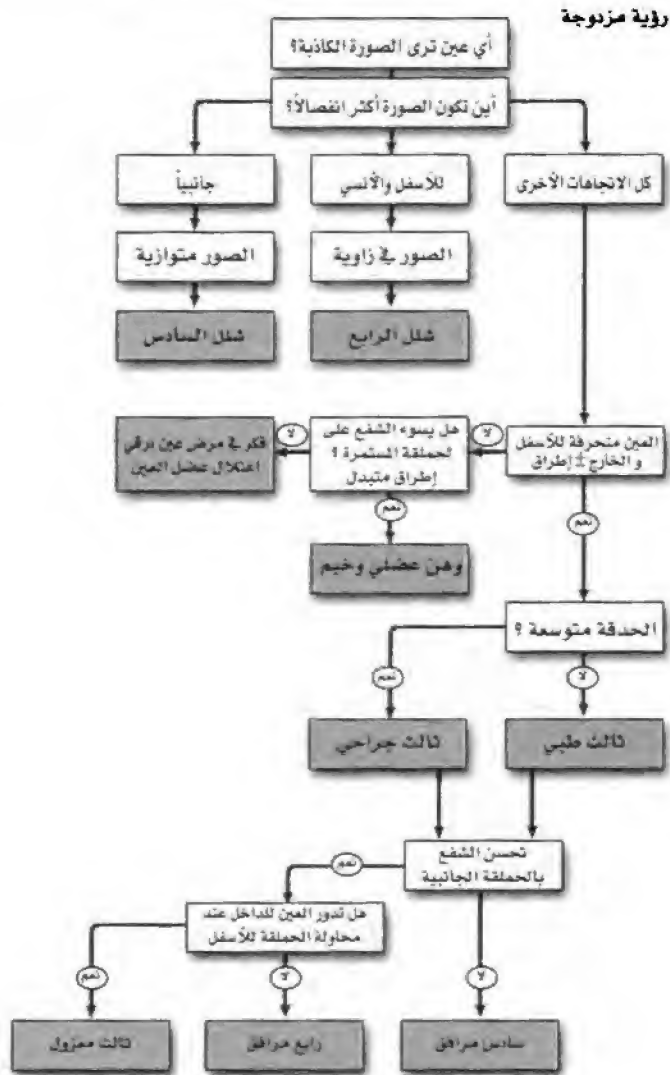 رؤية مزدوجة
أي عين ترى الصورة الكاذبة؟
أين تكون الصورة أكثر انفصالاً؟
كل الاتجاهات الأخرى
للأسفل والأنسي
جانبياً
الصور في زاوية
الصور متوازية
شلل الرابع
شلل السادس
العين منحرفة للأسفل
و الخارج ± إطراق
لا
هل يسوء الشفع على
لحملقة المستمرة ؟
إطراق متبدل
لا
فكر في مرض عين درقي
اعتلال عضل العين
نعم
نعم
وهن عضلي وخيم
الحدقة متوسعة ؟
لا
نعم
ثالث طبي
ثالث جراحي
تحسن الشفع
بالحملقة الجانبية
نعم
هل تدور العين للداخل عند
محاولة الحملقة للأسفل
لا
لا
نعم
سادس مرافق
رابع مرافق
ثالث معزول